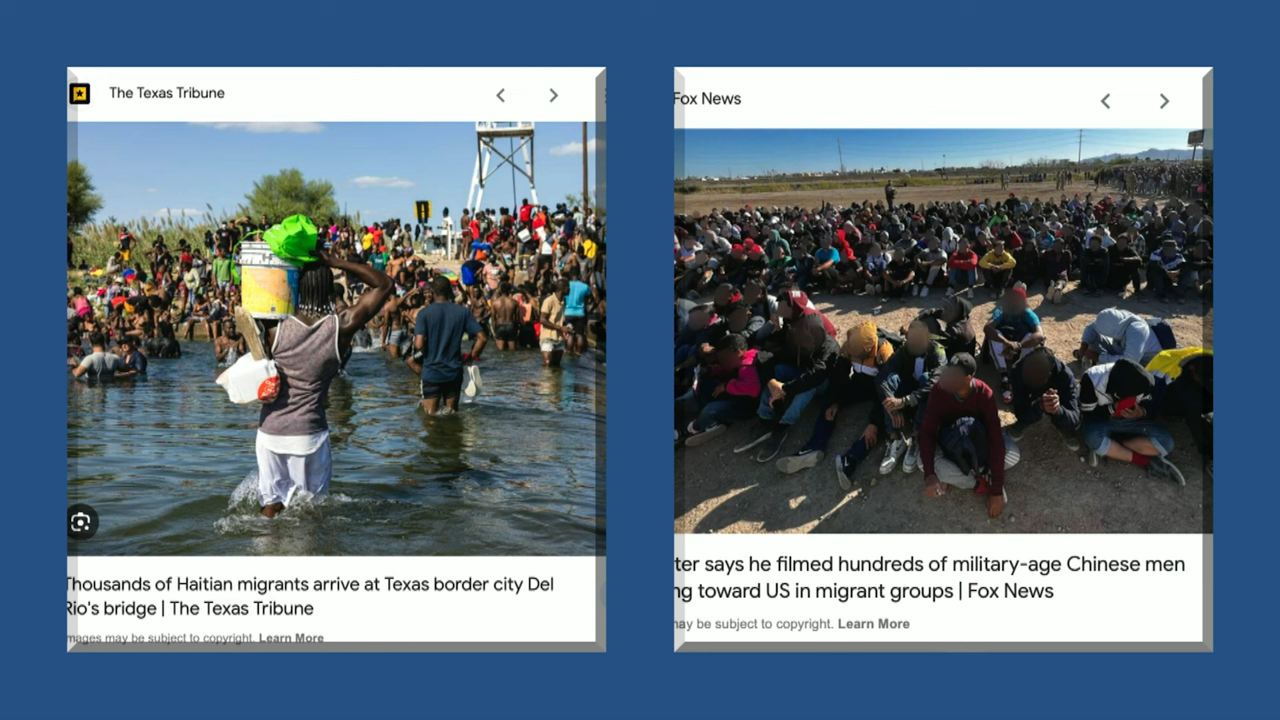 The Texas Tribune
Thousands of Haitian migrants arrive at Texas border city Del
Rio's bridge | The Texas Tribune
mages may be subject to copyright. Learn More
Fox News
ter says he filmed hundreds of military-age Chinese men
ng toward US in migrant groups | Fox News
may be subject to copyright. Learn More